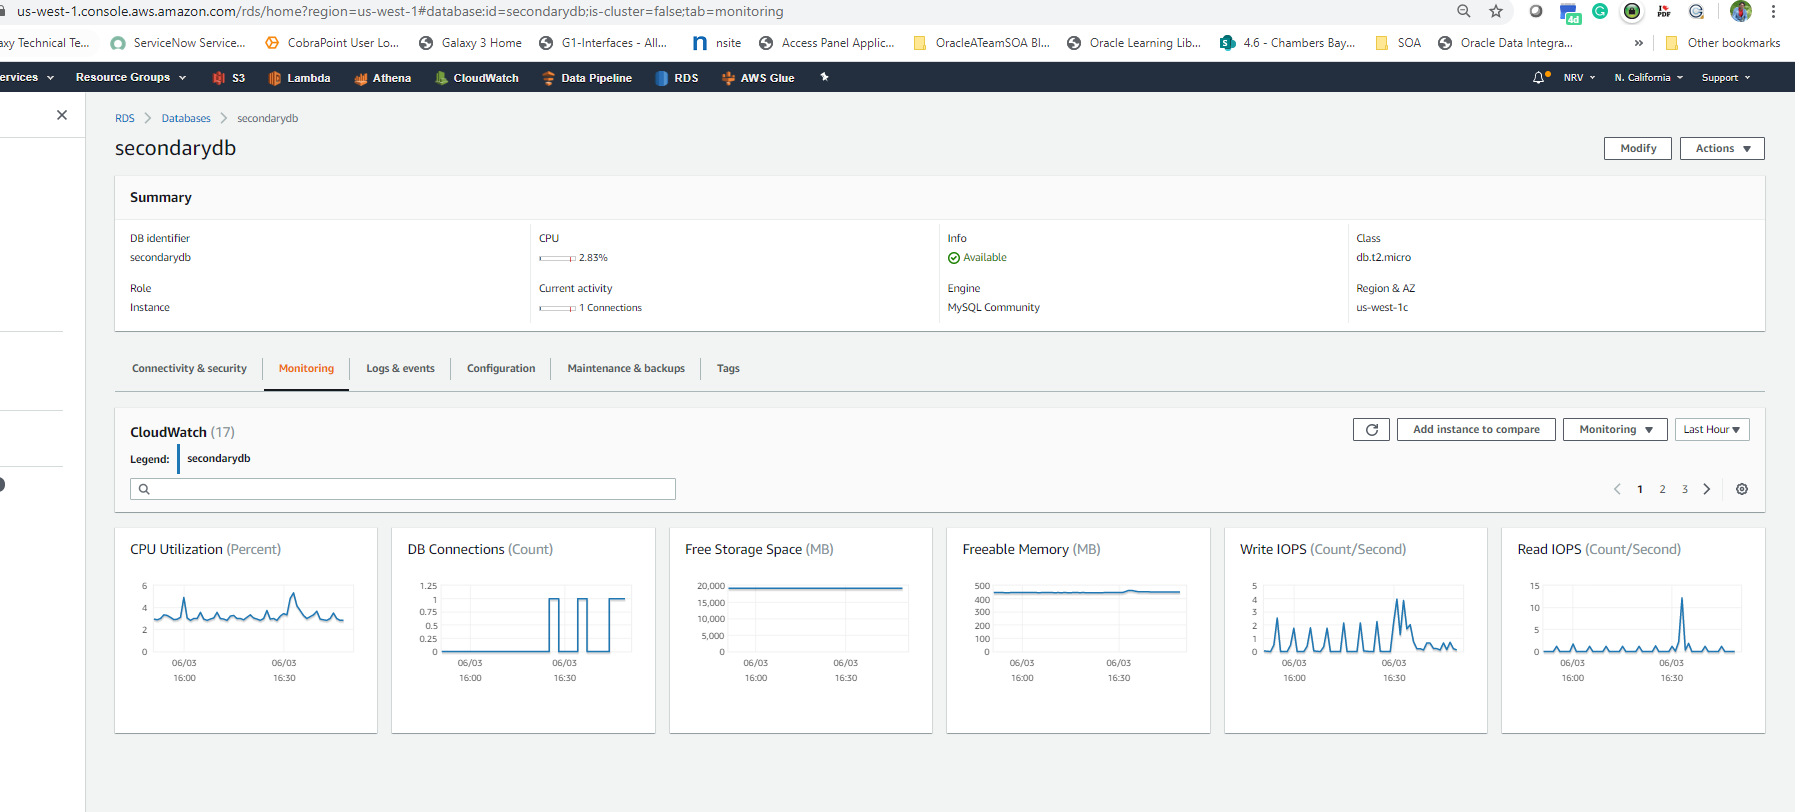 us-west-1.console.aws.amazon.com/rds/home?region=us-west-1#database:id=secondarydb;is-cluster=false;tab=monitoring
4d
PDF
axy Technical Te... ServiceNow Service... CobraPoint User Lo... Galaxy 3 Home G1-Interfaces - All... nsite Access Panel Applic... OracleATeamSOA Bl... Oracle Learning Lib... 4.6 - Chambers Bay... SOA Oracle Data Integra... » Other bookmarks
ervices Resource Groups S3 Lambda Athena CloudWatch Data Pipeline RDS AWS Glue NRV N. California Support
RDS > Databases > secondarydb
secondarydb
Modify Actions
Summary
DB identifier CPU Info Class
secondarydb 2.83% Available db.t2.micro
Role Current activity Engine Region & AZ
Instance 1 Connections MySQL Community us-west-1c
Connectivity & security Monitoring Logs & events Configuration Maintenance & backups Tags
CloudWatch (17)
Add instance to compare Monitoring Last Hour
Legend: secondarydb
1 2 3
CPU Utilization (Percent)
6
4
2
0
06/03 06/03
16:00 16:30
DB Connections (Count)
1.25
1
0.75
0.5
0.25
0
06/03 06/03
16:00 16:30
Free Storage Space (MB)
20,000
15,000
10,000
5,000
0
06/03 06/03
16:00 16:30
Freeable Memory (MB)
500
400
300
200
100
0
06/03 06/03
16:00 16:30
Write IOPS (Count/Second)
5
4
3
2
1
0
06/03 06/03
16:00 16:30
Read IOPS (Count/Second)
15
10
5
0
06/03 06/03
16:00 16:30